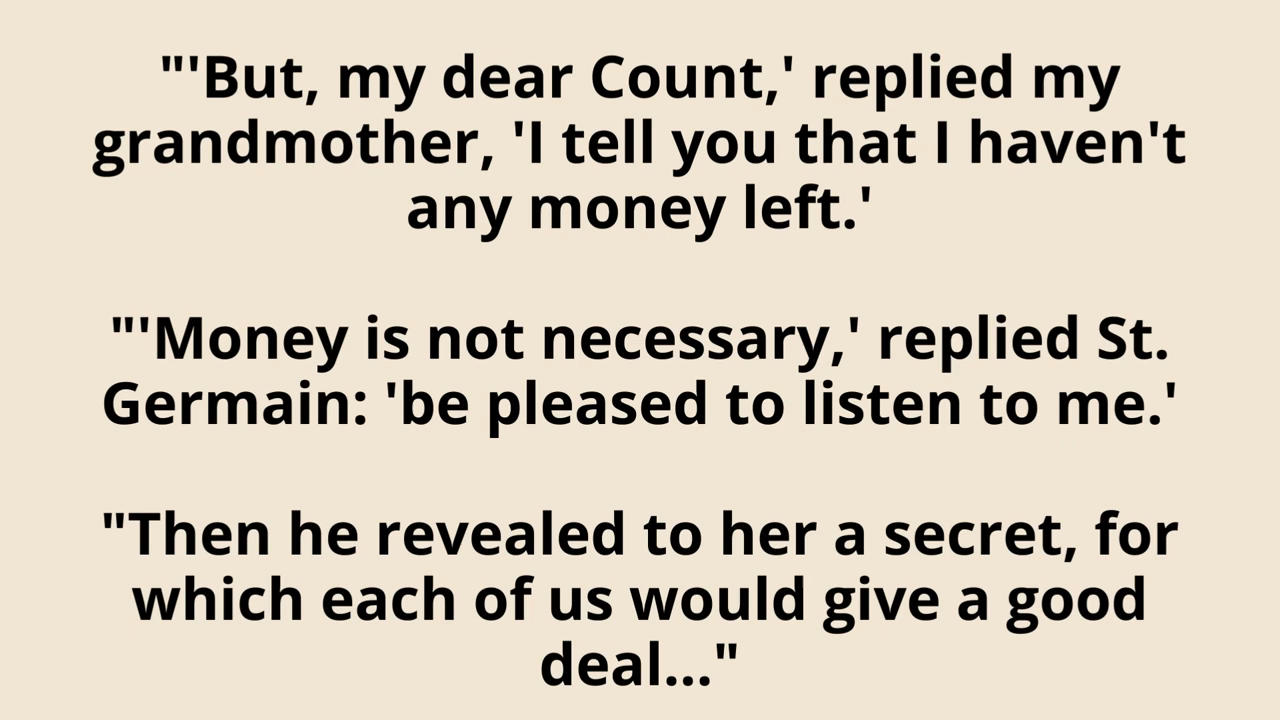 "'But, my dear Count,' replied my
grandmother, 'I tell you that I haven't
any money left.'
"'Money is not necessary,' replied St.
Germain: 'be pleased to listen to me.'
"Then he revealed to her a secret, for
which each of us would give a good
deal..."